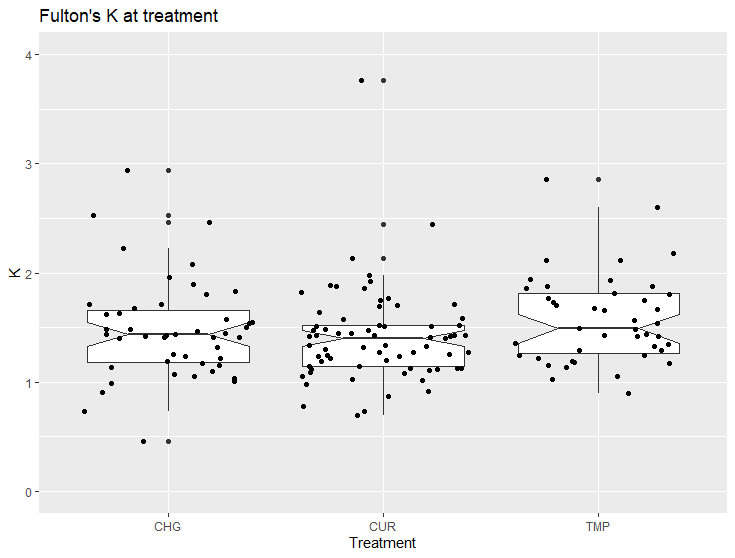 Fulton's K at treatment
4
3
2
1
0
K
CHG CUR TMP
Treatment